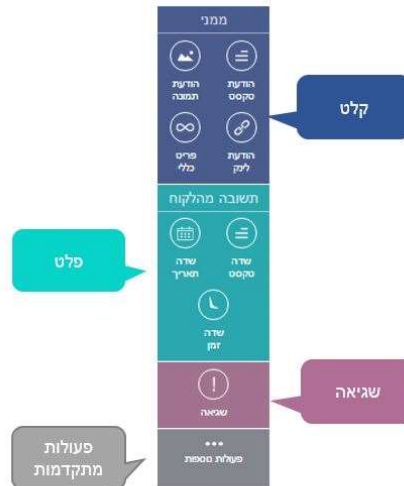 ממני
הודעת טקסט
הודעת תמונה
הודעת לינק
פריט כללי
קלט
תשובה מהלקוח
שדה טקסט
שדה תאריך
שדה זמן
פלט
שגיאה
שגיאה
פעולות נוספות
פעולות
מתקדמות